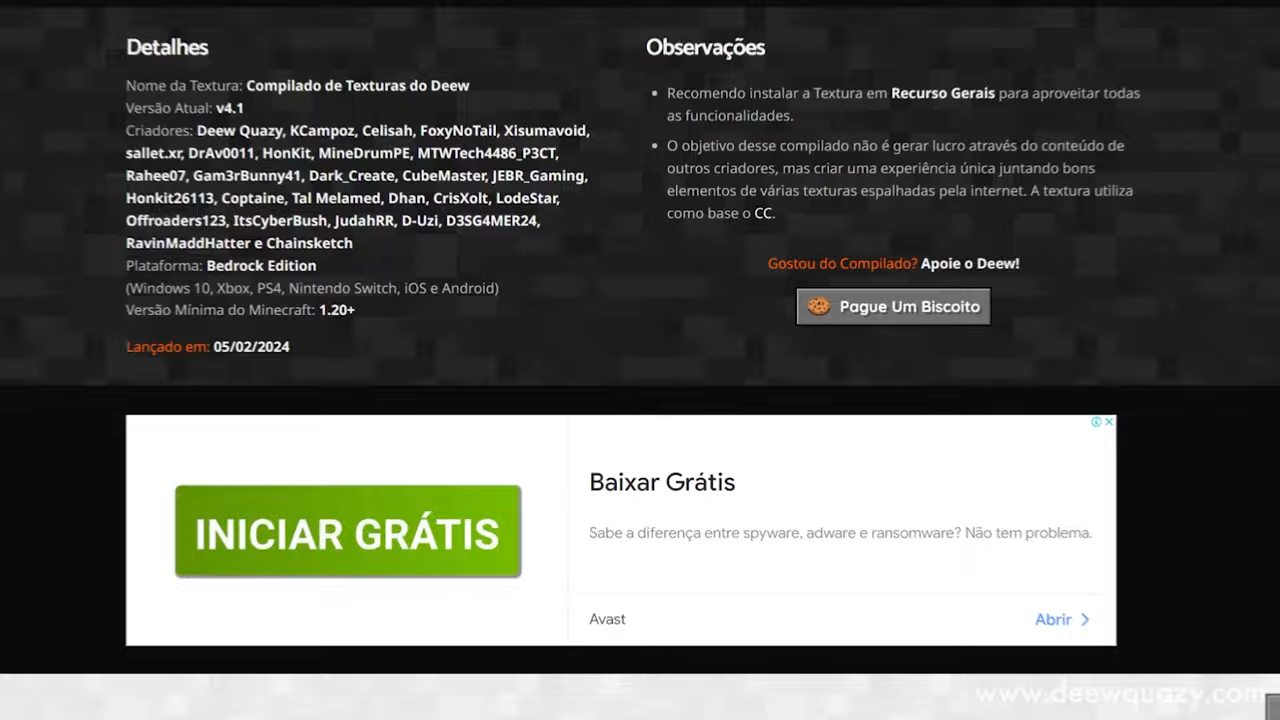 Detalhes
Nome da Textura: Compilado de Texturas do Deew
Versão Atual: v4.1
Criadores: Deew Quazy, KCampoz, Celisah, FoxyNoTail, Xisumavoid,
sallet.xr, DrAv0011, HonKit, MineDrumPE, MTWTech4486_P3CT,
Rahee07, Gam3rBunny41, Dark_Create, CubeMaster, JEBR_Gaming,
Honkit26113, Coptaine, Tal Melamed, Dhan, CrisXolt, LodeStar,
Offroaders123, ItsCyberBush, JudahRR, D-Uzi, D3SG4MER24,
RavinMaddHatter e Chainsketch
Plataforma: Bedrock Edition
(Windows 10, Xbox, PS4, Nintendo Switch, iOS e Android)
Versão Mínima do Minecraft: 1.20+
Lançado em: 05/02/2024
Observações
Recomendo instalar a Textura em Recurso Gerais para aproveitar todas
as funcionalidades.
O objetivo desse compilado não é gerar lucro através do conteúdo de
outros criadores, mas criar uma experiência única juntando bons
elementos de várias texturas espalhadas pela internet. A textura utiliza
como base o CC.
Gostou do Compilado? Apoie o Deew!
Pague Um Biscoito
INICIAR GRÁTIS
Baixar Grátis
Sabe a diferença entre spyware, adware e ransomware? Não tem problema.
Avast
Abrir
www.deewquazy.com